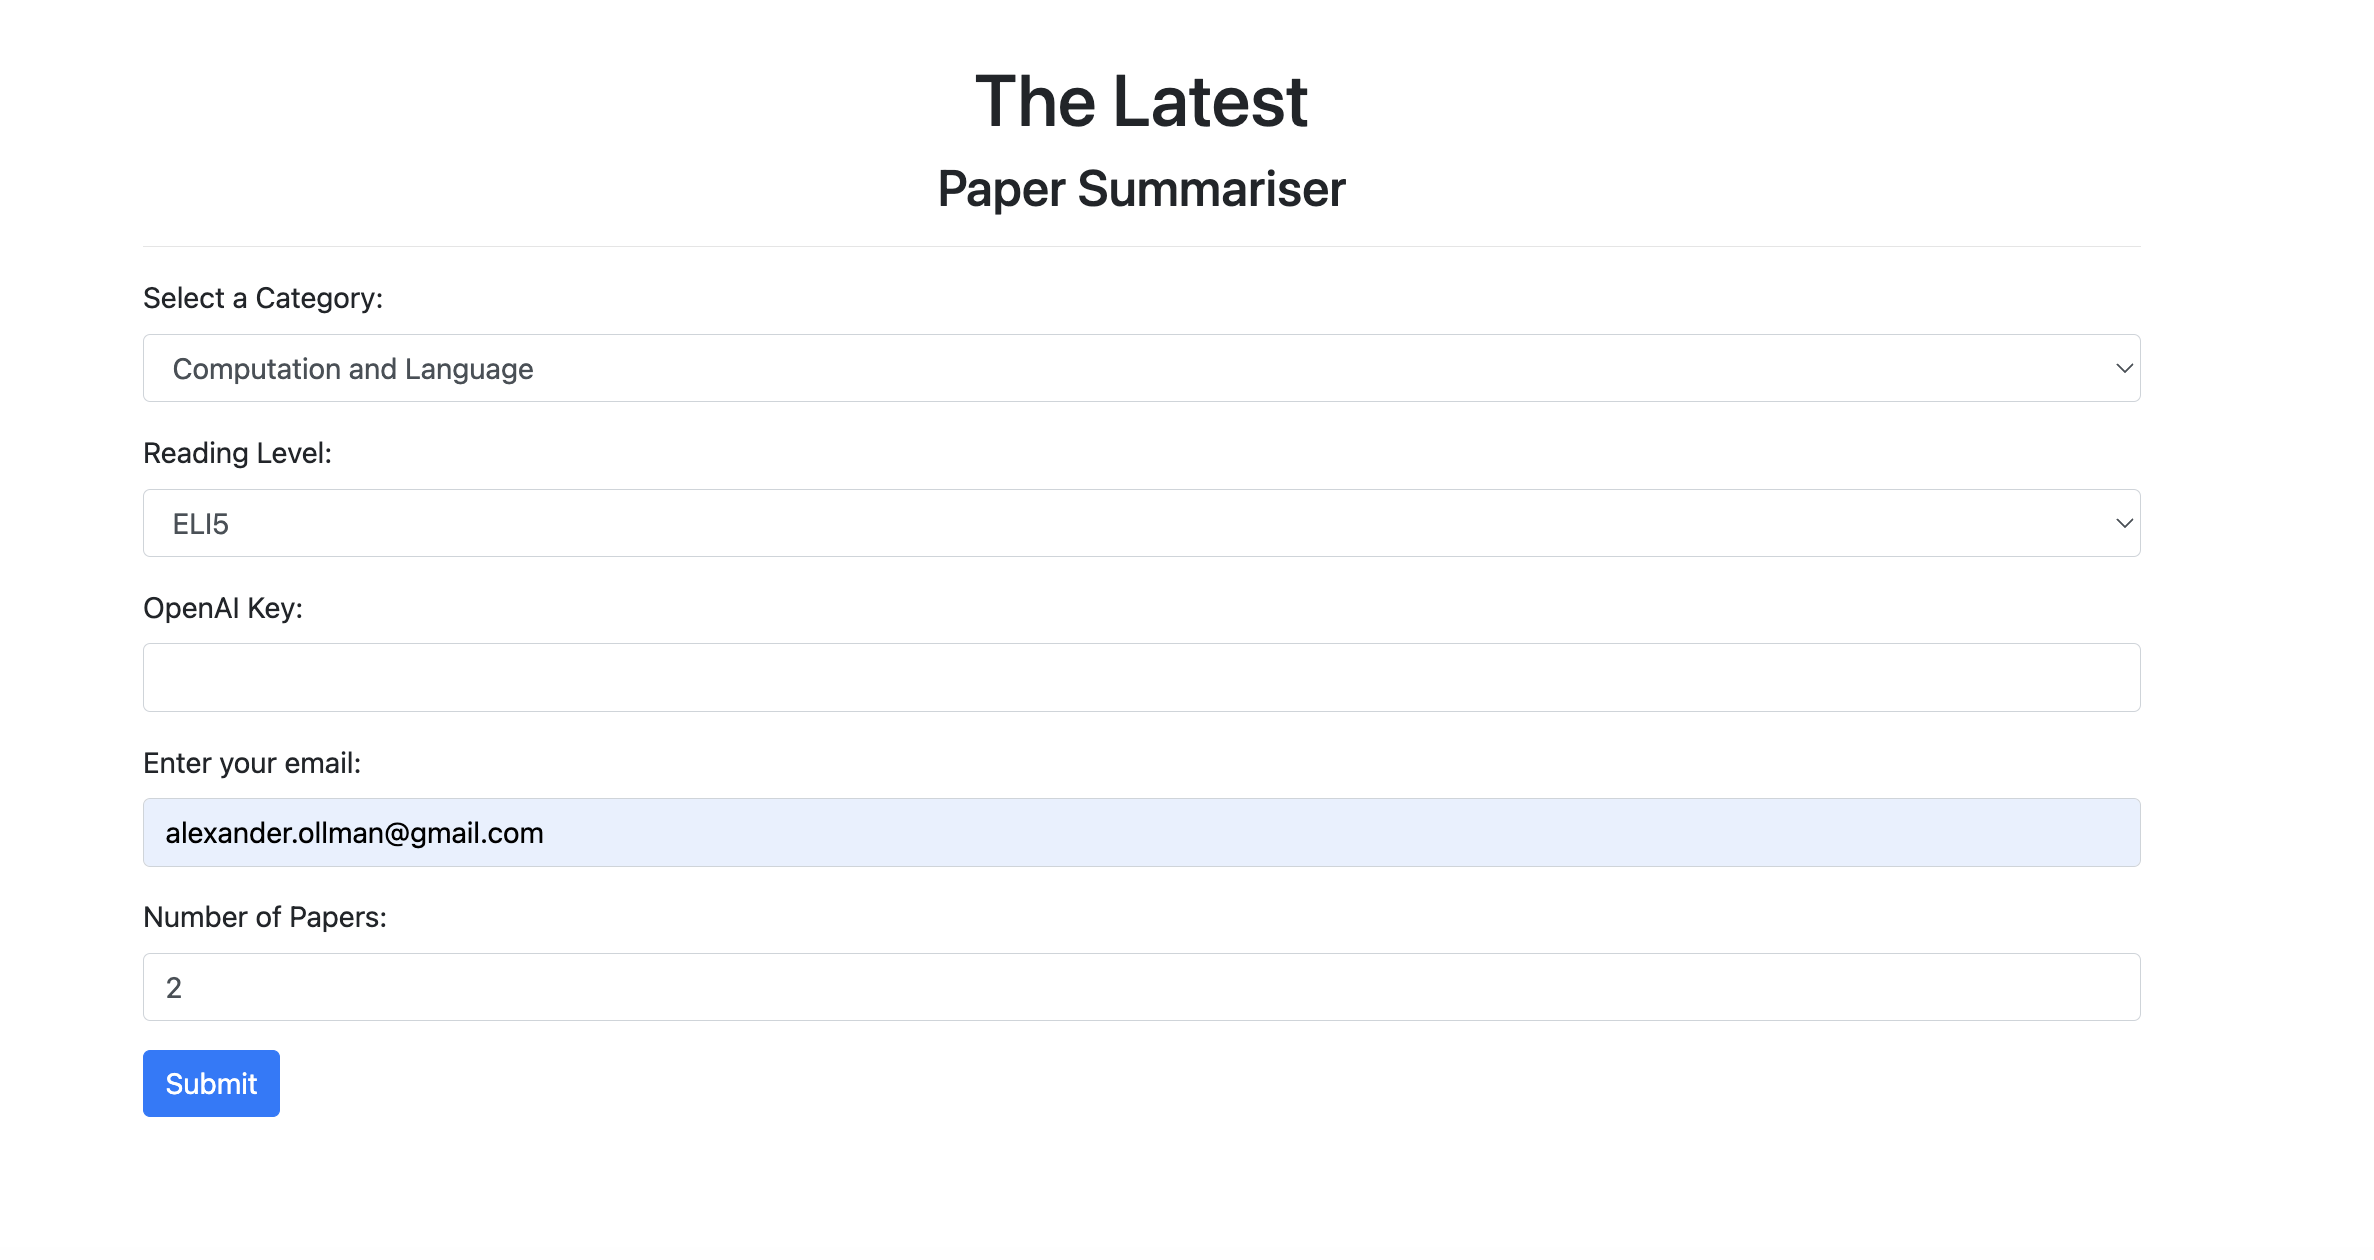 The Latest
Paper Summariser
Select a Category:
Computation and Language
Reading Level:
ELI5
OpenAI Key:
Enter your email:
alexander.ollman@gmail.com
Number of Papers:
2
Submit